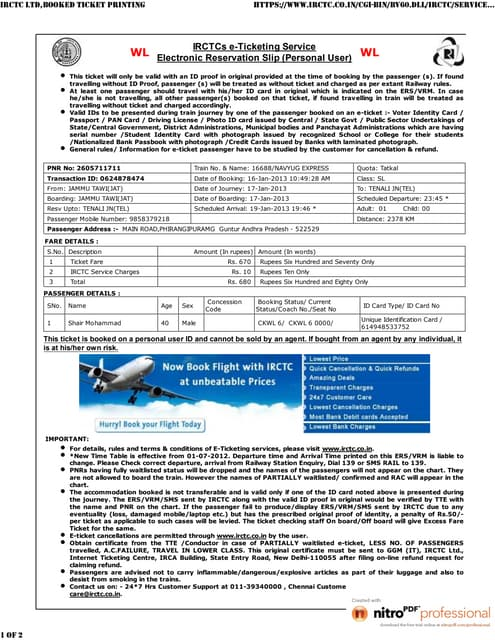 IRCTC LTD,BOOKED TICKET PRINTING
HTTPS://WWW.IRCTC.CO.IN/CGI-BIN/BV60.DLL/IRCTC/SERVICE...
IRCTCs e-Ticketing Service
WL Electronic Reservation Slip (Personal User) WL
• This ticket will only be valid with an ID proof in original provided at the time of booking by the passenger (s). If found
travelling without ID Proof, passenger (s) will be treated as without ticket and charged as per extant Railway rules.
• At least one passenger should travel with his/her ID card in original which is indicated on the ERS/VRM. In case
he/she is not travelling, all other passenger(s) booked on that ticket, if found travelling in train will be treated as
travelling without ticket and charged accordingly.
• Valid IDs to be presented during train journey by one of the passenger booked on an e-ticket :- Voter Identity Card /
Passport / PAN Card / Driving License / Photo ID card issued by Central / State Govt / Public Sector Undertakings of
State/Central Government, District Administrations, Municipal bodies and Panchayat Administrations which are having
serial number /Student Identity Card with photograph issued by recognized School or College for their students
/Nationalized Bank Passbook with photograph /Credit Cards issued by Banks with laminated photograph.
• General rules/ Information for e-ticket passenger have to be studied by the customer for cancellation & refund.
PNR No: 2605711711 Train No. & Name: 16688/NAVYUG EXPRESS Quota: Tatkal
Transaction ID: 0624878474 Date of Booking: 16-Jan-2013 10:49:28 AM Class: SL
From: JAMMU TAWI(JAT) Date of Journey: 17-Jan-2013 To: TENALI JN(TEL)
Boarding: JAMMU TAWI(JAT) Date of Boarding: 17-Jan-2013 Scheduled Departure: 23:45 *
Resv Upto: TENALI JN(TEL) Scheduled Arrival: 19-Jan-2013 19:46 * Adult: 01 Child: 00
Passenger Mobile Number: 9858379218 Distance: 2378 KM
Passenger Address :- MAIN ROAD,PHIRANGIPURAMG Guntur Andhra Pradesh - 522529
FARE DETAILS :
S.No. Description Amount (In rupees) Amount (In words)
1 Ticket Fare Rs. 670 Rupees Six Hundred and Seventy Only
2 IRCTC Service Charges Rs. 10 Rupees Ten Only
3 Total Rs. 680 Rupees Six Hundred and Eighty Only
PASSENGER DETAILS :
SNo. Name Age Sex Concession Code Booking Status/ Current Status/Coach No./Seat No ID Card Type/ ID Card No
1 Shair Mohammad 40 Male CKWL 6/ CKWL 6 0000/ Unique Identification Card / 614948533752
This ticket is booked on a personal user ID and cannot be sold by an agent. If bought from an agent by any individual, it
is at his/her own risk.
Now Book Flight with IRCTC
at unbeatable Prices
Hurry! Book your Flight Today
Lowest Price
Quick Cancellation & Quick Refunds
Amazing Deals
Transparent Charges
24x7 Customer Care
Lowest Cancellation Charges
Most Bank Debit cards Accepted
Lowest Bank Charges
IMPORTANT:
• For details, rules and terms & conditions of E-Ticketing services, please visit www.irctc.co.in.
• *New Time Table is effective from 01-07-2012. Departure time and Arrival Time printed on this ERS/VRM is liable to
change. Please Check correct departure, arrival from Railway Station Enquiry, Dial 139 or SMS RAIL to 139.
• PNRs having fully waitlisted status will be dropped and the names of the passengers will not appear on the chart. They
are not allowed to board the train. However the names of PARTIALLY waitlisted/ confirmed and RAC will appear in the
chart.
• The accommodation booked is not transferable and is valid only if one of the ID card noted above is presented during
the journey. The ERS/VRM/SMS sent by IRCTC along with the valid ID proof in original would be verified by TTE with
the name and PNR on the chart. If the passenger fail to produce/display ERS/VRM/SMS sent by IRCTC due to any
eventuality (loss, damaged mobile/laptop etc.) but has the prescribed original proof of identity, a penalty of Rs.50/-
per ticket as applicable to such cases will be levied. The ticket checking staff On board/Off board will give Excess Fare
Ticket for the same.
• E-ticket cancellations are permitted through www.irctc.co.in by the user.
• Obtain certificate from the TTE /Conductor in case of PARTIALLY waitlisted e-ticket, LESS NO. OF PASSENGERS
travelled, A.C.FAILURE, TRAVEL IN LOWER CLASS. This original certificate must be sent to GGM (IT), IRCTC Ltd.,
Internet Ticketing Centre, IRCA Building, State Entry Road, New Delhi-110055 after filing on-line refund request for
claiming refund.
• Passengers are advised not to carry inflammable/dangerous/explosive articles as part of their luggage and also to
desist from smoking in the trains.
• Contact us on: - 24*7 Hrs Customer Support at 011-39340000 , Chennai Custome
care@irctc.co.in.
Created with
nitroPDF professional
download the free trial online at nitropdf.com/professional
1 OF 2